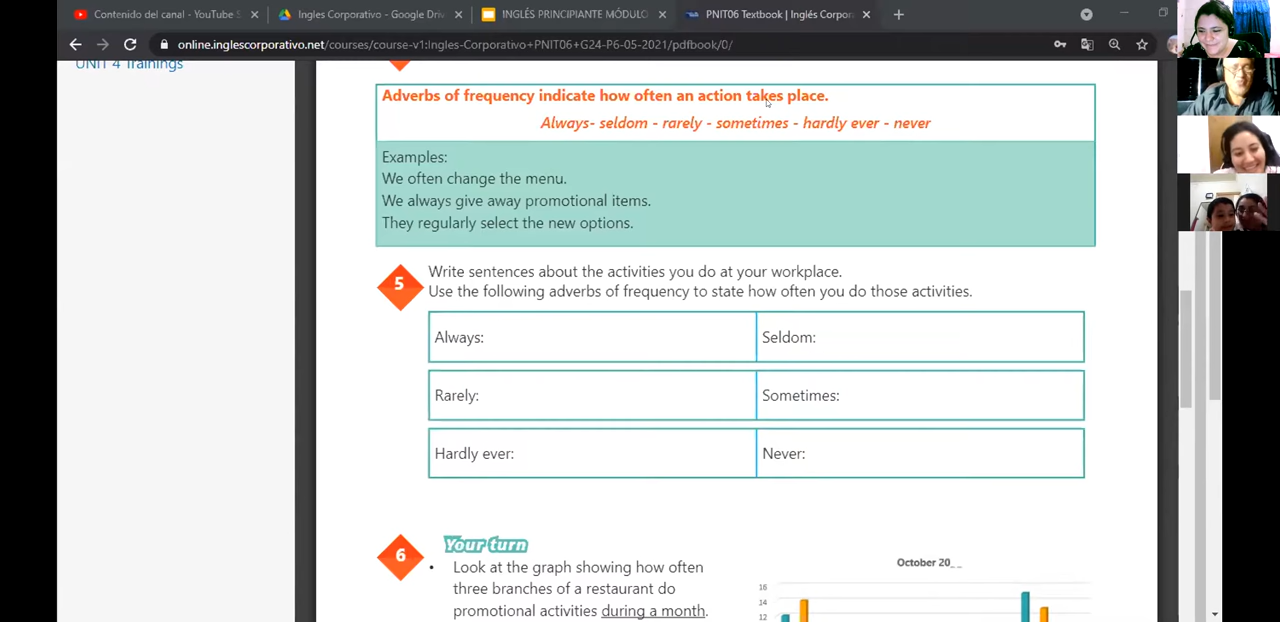 Contenido del canal - YouTube S
Ingles Corporativo - Google Driv
INGLÉS PRINCIPIANTE MÓDULO
PNIT06 Textbook | Inglés Corpor
online.inglescorporativo.net/courses/course-v1:Ingles-Corporativo+PNIT06+G24-P6-05-2021/pdfbook/0/
UNIT 4 Trainings
Adverbs of frequency indicate how often an action takes place.
Always- seldom - rarely - sometimes - hardly ever - never
Examples:
We often change the menu.
We always give away promotional items.
They regularly select the new options.
5
Write sentences about the activities you do at your workplace.
Use the following adverbs of frequency to state how often you do those activities.
Always:
Seldom:
Rarely:
Sometimes:
Hardly ever:
Never:
6
Your turn
• Look at the graph showing how often
three branches of a restaurant do
promotional activities during a month.
October 20_ _
16
14
12